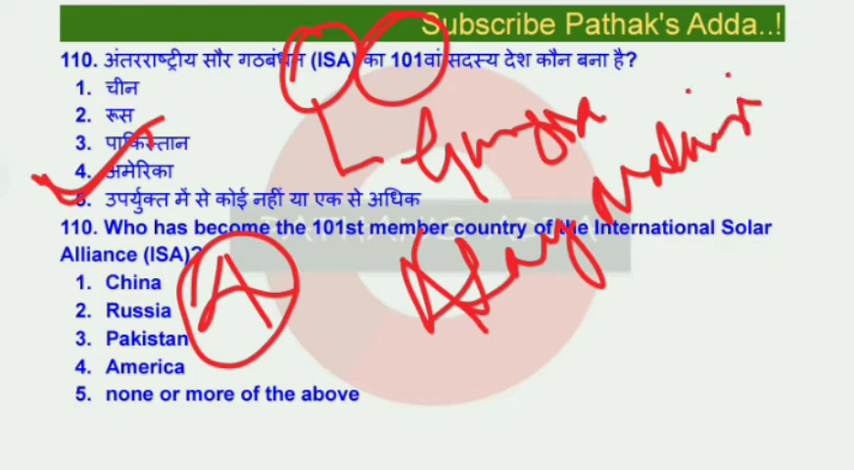 Subscribe Pathak's Adda..!
110. अंतरराष्ट्रीय सौर गठबंधन (ISA) का 101वां सदस्य देश कौन बना है?
1. चीन
2. रूस
3. पाकिस्तान
4. अमेरिका
5. उपर्युक्त में से कोई नहीं या एक से अधिक
110. Who has become the 101st member country of the International Solar
Alliance (ISA)?
1. China
2. Russia
3. Pakistan
4. America
5. none or more of the above
PATHAK'S ADDA